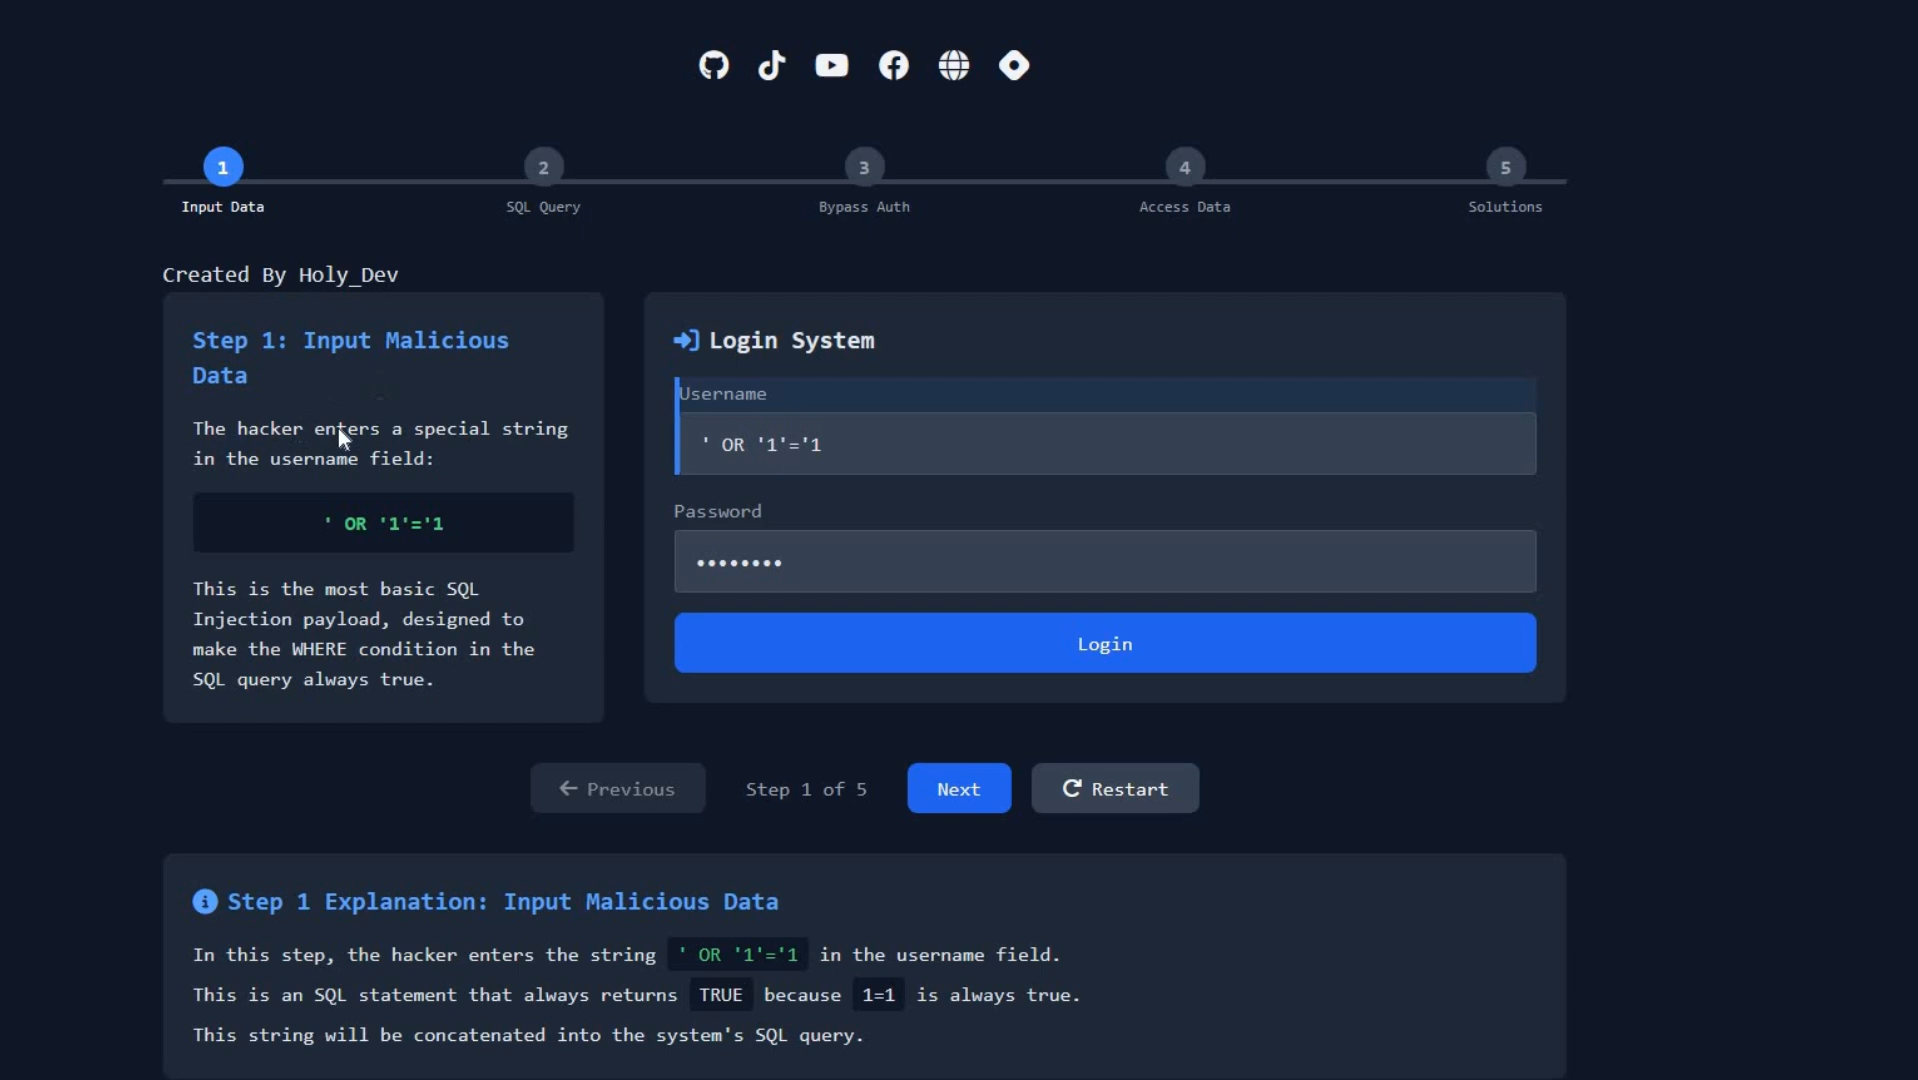 1
Input Data
2
SQL Query
3
Bypass Auth
4
Access Data
5
Solutions
Created By Holy_Dev
Step 1: Input Malicious
Data
The hacker enters a special string
in the username field:
' OR '1'='1
This is the most basic SQL
Injection payload, designed to
make the WHERE condition in the
SQL query always true.
Login System
Username
' OR '1'='1
Password
••••••••
Login
Previous
Step 1 of 5
Next
Restart
Step 1 Explanation: Input Malicious Data
In this step, the hacker enters the string ' OR '1'='1 in the username field.
This is an SQL statement that always returns TRUE because 1=1 is always true.
This string will be concatenated into the system's SQL query.